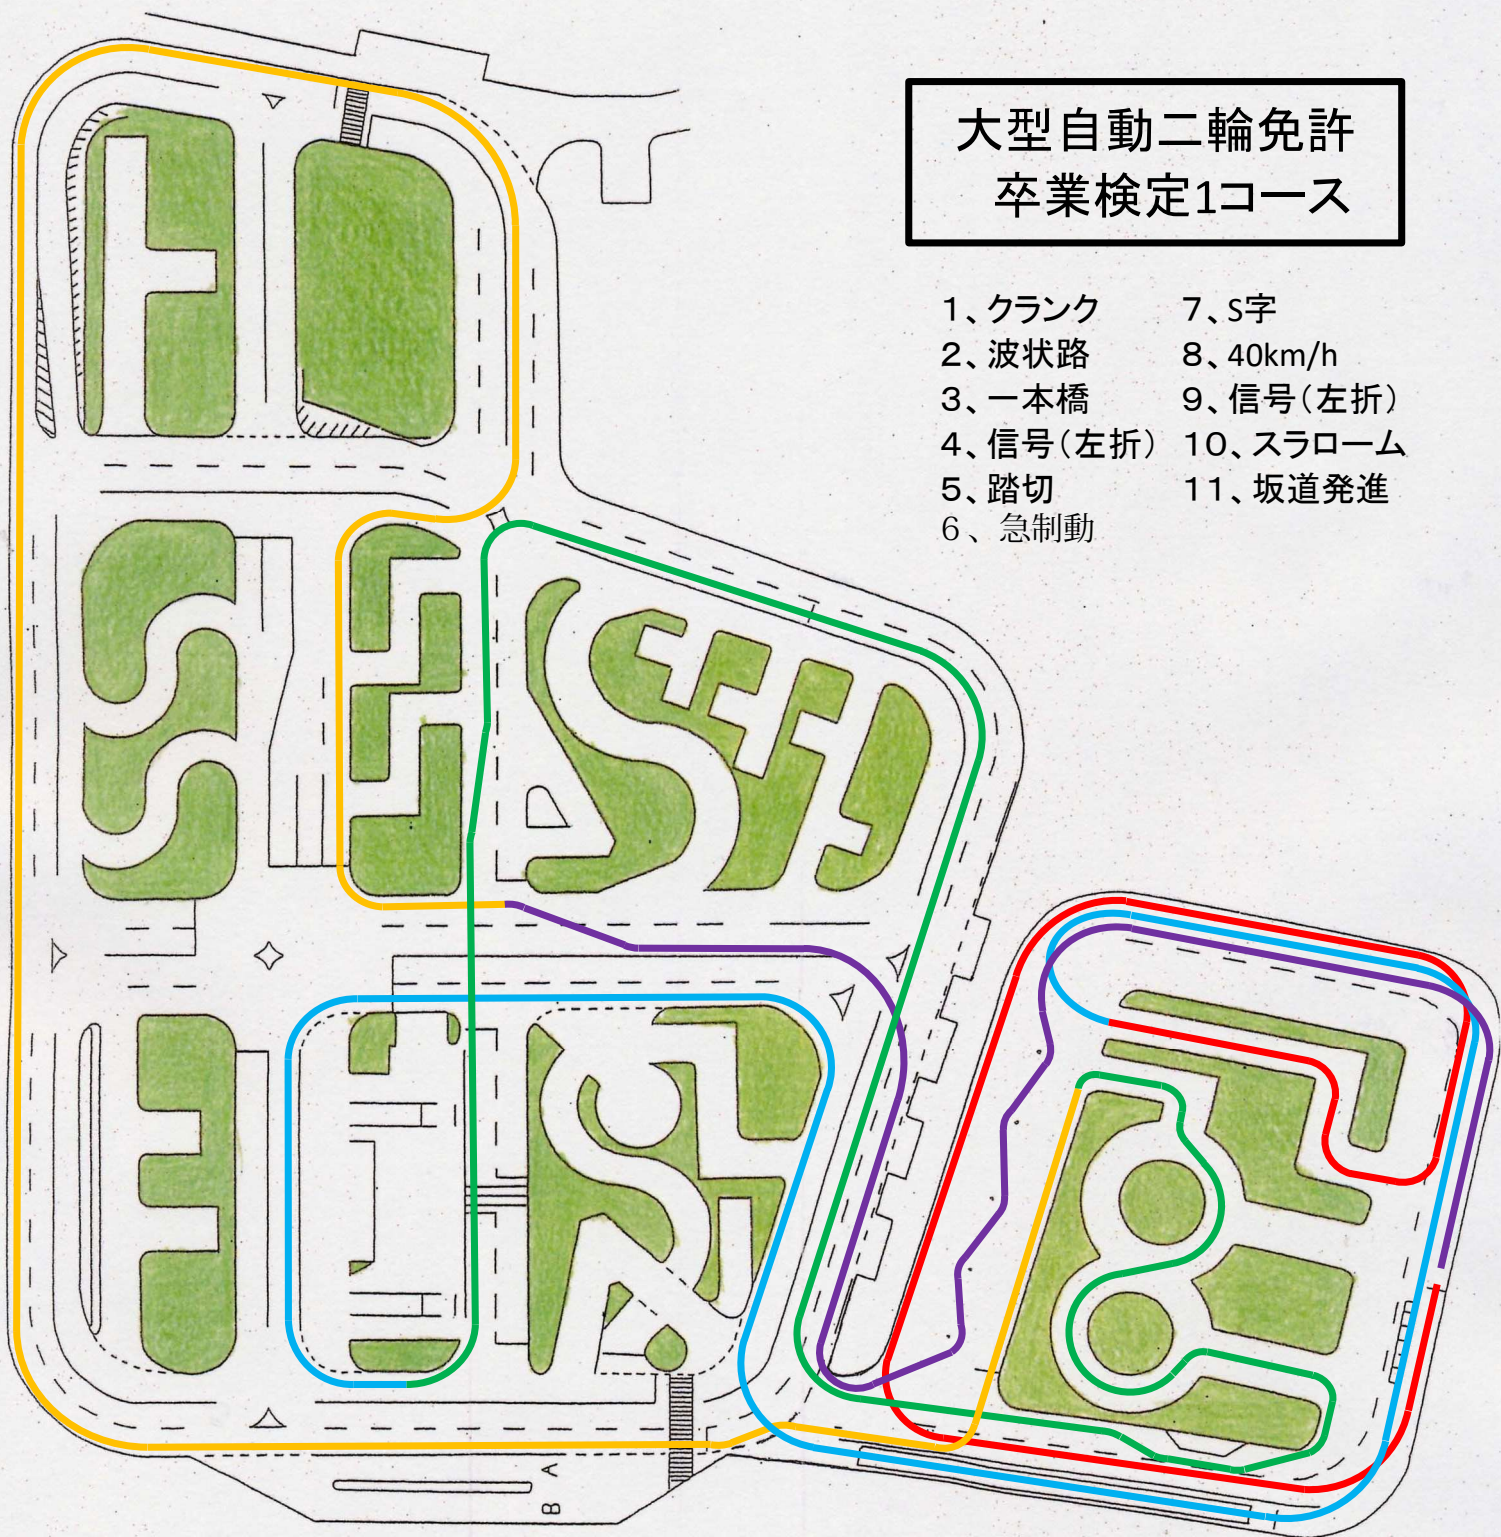 大型自動二輪免許
卒業検定1コース
1、クランク
2、波状路
3、一本橋
4、信号(左折)
5、踏切
6、急制動
7、S字
8、40km/h
9、信号(左折)
10、スラローム
11、坂道発進
A
B